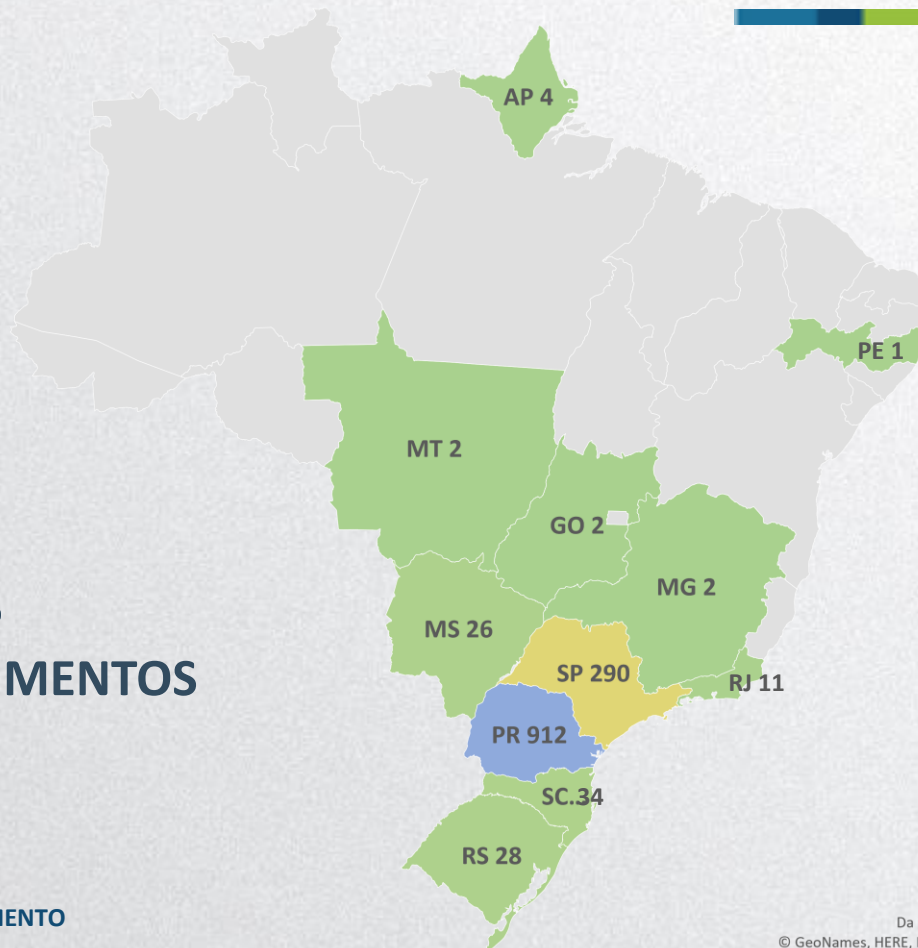 AP 4
PE 1
MT 2
GO 2
MG 2
MS 26
SP 290
RJ 11
PR 912
SC.34
RS 28
MENTOS
Da
© GeoNames, HERE,